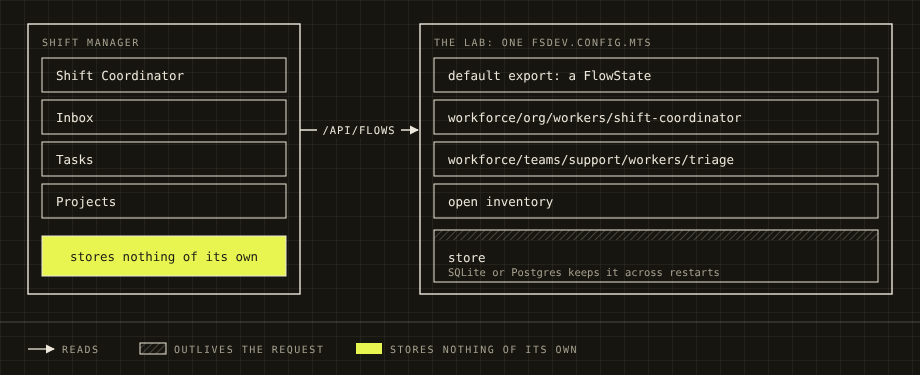 SHIFT MANAGER
Shift Coordinator
Inbox
Tasks
Projects
stores nothing of its own
/API/FLOWS
THE LAB: ONE FSDEV.CONFIG.MTS
default export: a FlowState
workforce/org/workers/shift-coordinator
workforce/teams/support/workers/triage
open inventory
store
SQLite or Postgres keeps it across restarts
READS
OUTLIVES THE REQUEST
STORES NOTHING OF ITS OWN